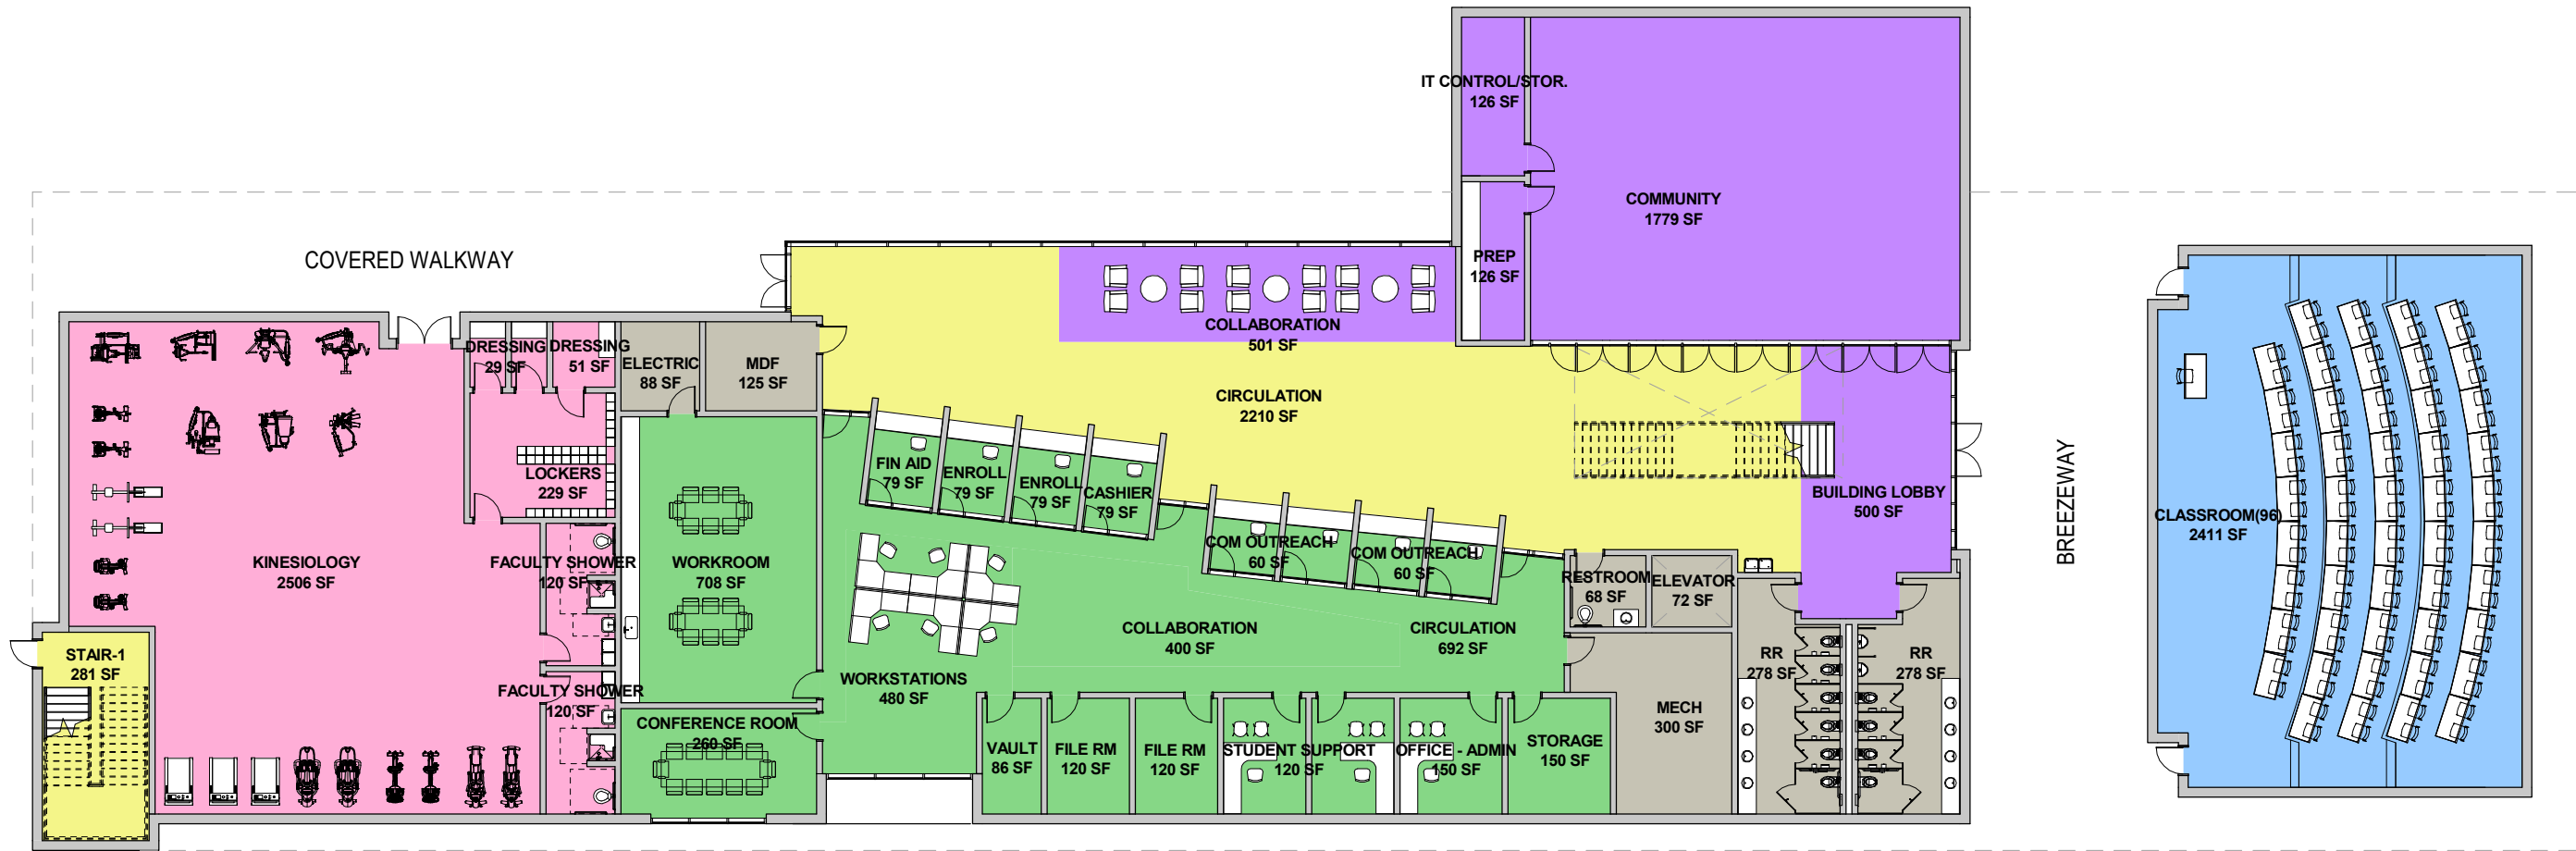 IT CONTROL/STOR.
126 SF
COMMUNITY
1779 SF
COVERED WALKWAY
PREP
126 SF
COLLABORATION
501 SF
DRESSING
29 SF
DRESSING
51 SF
ELECTRIC
88 SF
MDF
125 SF
CIRCULATION
2210 SF
LOCKERS
229 SF
FIN AID
79 SF
ENROLL
79 SF
ENROLL
79 SF
CASHIER
79 SF
BUILDING LOBBY
500 SF
BREEZEWAY
CLASSROOM(96)
2411 SF
KINESIOLOGY
2506 SF
FACULTY SHOWER
120 SF
WORKROOM
708 SF
COM OUTREACH
60 SF
COM OUTREACH
60 SF
RESTROOM
68 SF
ELEVATOR
72 SF
STAIR-1
281 SF
COLLABORATION
400 SF
CIRCULATION
692 SF
RR
278 SF
RR
278 SF
FACULTY SHOWER
120 SF
WORKSTATIONS
480 SF
CONFERENCE ROOM
260 SF
MECH
300 SF
VAULT
86 SF
FILE RM
120 SF
FILE RM
120 SF
STUDENT SUPPORT
120 SF
OFFICE - ADMIN
150 SF
STORAGE
150 SF